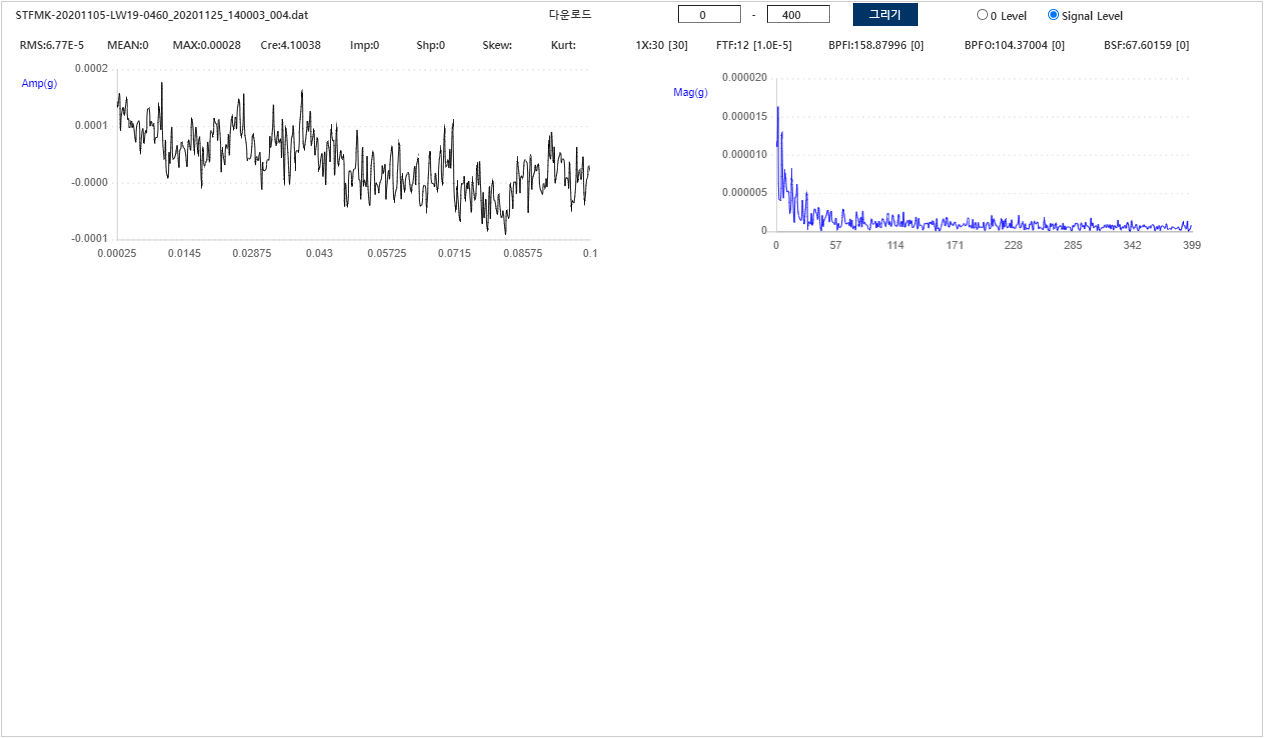 STFMK-20201105-LW19-0460_20201125_140003_004.dat 다운로드 0 - 400 그리기 0 Level Signal Level
RMS:6.77E-5 MEAN:0 MAX:0.00028 Cre:4.10038 Imp:0 Shp:0 Skew: Kurt: 1X:30 [30] FTF:12 [1.0E-5] BPFI:158.87996 [0] BPFO:104.37004 [0] BSF:67.60159 [0]
Amp(g)
0.0002
0.0001
-0.0000
-0.0001
0.00025 0.0145 0.02875 0.043 0.05725 0.0715 0.08575 0.1
Mag(g)
0.000020
0.000015
0.000010
0.000005
0
0 57 114 171 228 285 342 399